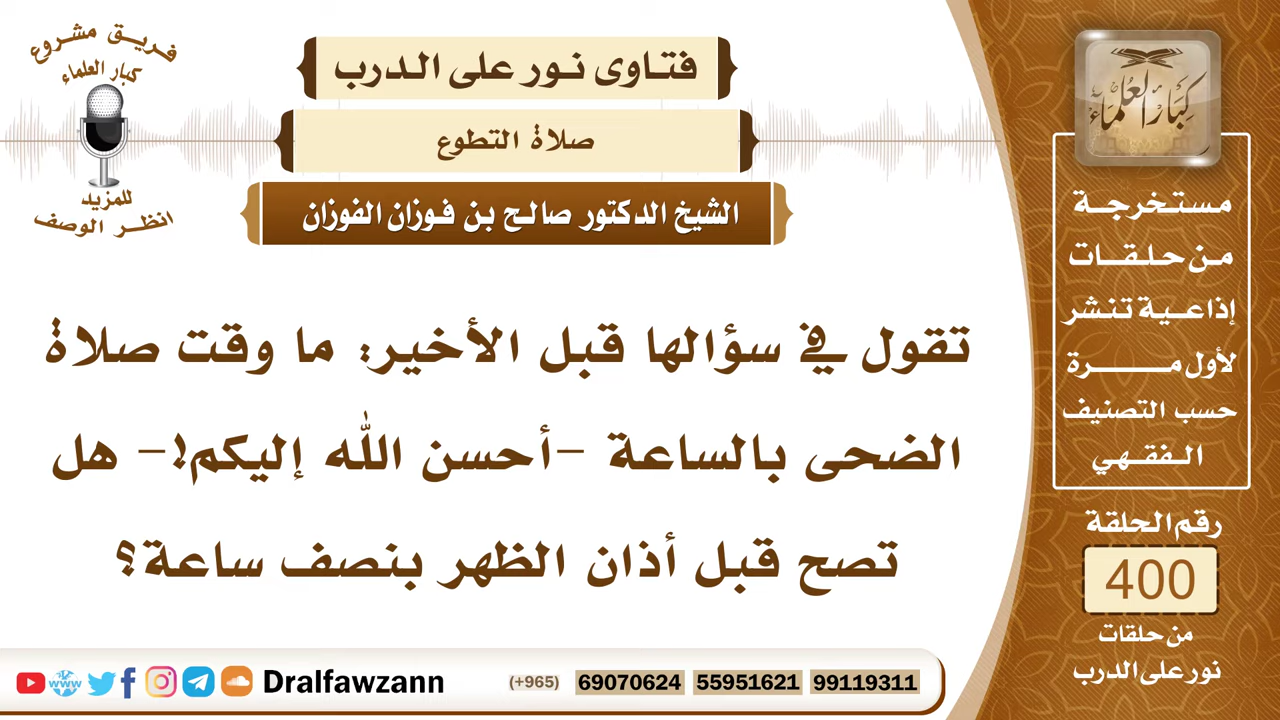 فريق مشروع
كبار العلماء
للمزيد
انظر الوصف
فتاوى نور على الدرب
صلاة التطوع
الشيخ الدكتور صالح بن فوزان الفوزان
تقول في سؤالها قبل الأخير: ما وقت صلاة
الضحى بالساعة -أحسن الله إليكم!- هل
تصح قبل أذان الظهر بنصف ساعة؟
كبار العلماء
مستخرجة
من حلقات
إذاعية تنشر
لأول مرة
حسب التصنيف
الفقهي
رقم الحلقة
400
من حلقات
نور على الدرب
www Dralfawzann (+965) 69070624 55951621 99119311